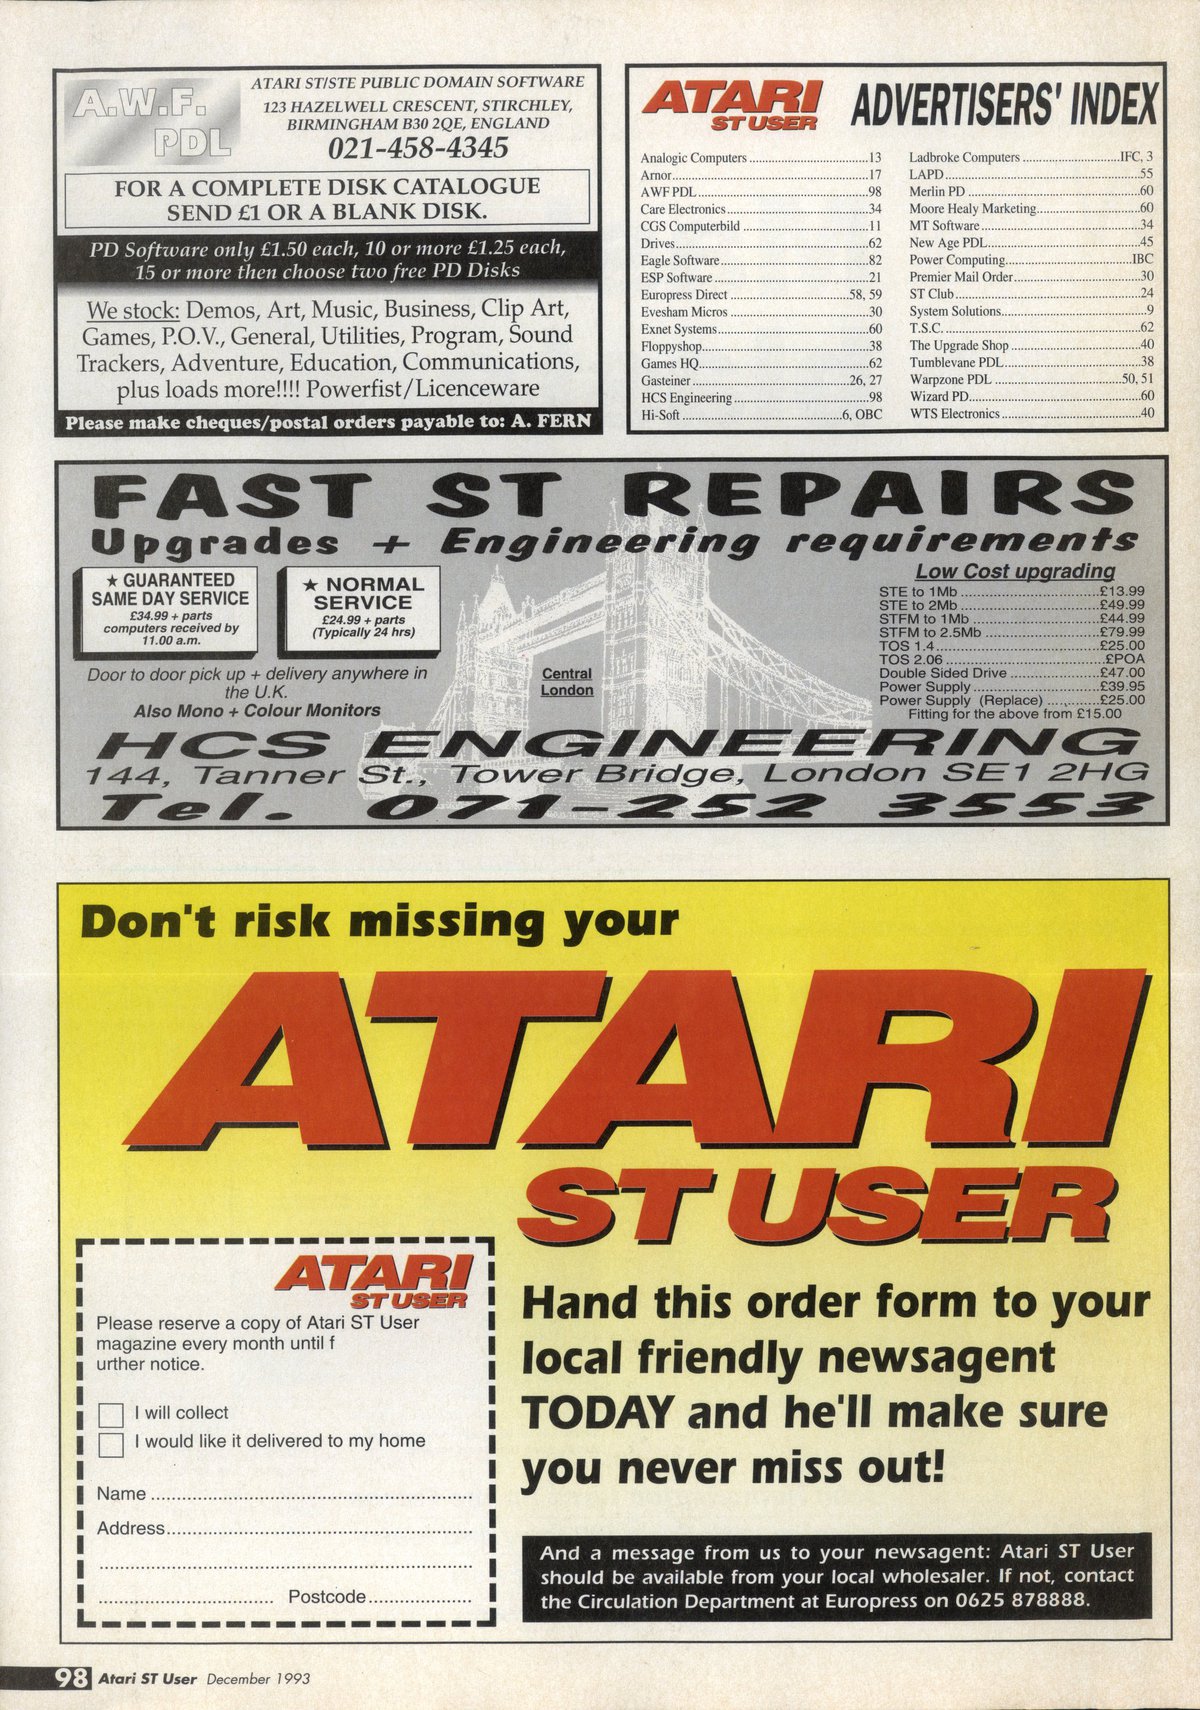 A.W.F.
PDL
ATARI ST/STE PUBLIC DOMAIN SOFTWARE
123 HAZELWELL CRESCENT, STIRCHLEY,
BIRMINGHAM B30 2QE, ENGLAND
021-458-4345
FOR A COMPLETE DISK CATALOGUE
SEND £1 OR A BLANK DISK.
PD Software only £1.50 each, 10 or more £1.25 each,
15 or more then choose two free PD Disks
We stock: Demos, Art, Music, Business, Clip Art,
Games, P.O.V., General, Utilities, Program, Sound
Trackers, Adventure, Education, Communications,
plus loads more!!!! Powerfist/Licenceware
Please make cheques/postal orders payable to: A. FERN
ATARI
ST USER
ADVERTISERS' INDEX
Analogic Computers ....................................13
Arnor....................................17
AWF PDL....................................98
Care Electronics....................................34
CGS Computerbild ....................................11
Drives....................................62
Eagle Software....................................82
ESP Software ....................................21
Europress Direct ....................................58, 59
Evesham Micros ....................................30
Exnet Systems....................................60
Floppyshop....................................38
Games HQ....................................62
Gasteiner ....................................26, 27
HCS Engineering ....................................98
Hi-Soft ....................................6, OBC
Ladbroke Computers ....................................IFC, 3
LAPD....................................55
Merlin PD ....................................60
Moore Healy Marketing....................................60
MT Software ....................................34
New Age PDL....................................45
Power Computing....................................IBC
Premier Mail Order....................................30
ST Club....................................24
System Solutions....................................9
T.S.C. ....................................62
The Upgrade Shop ....................................40
Tumblevane PDL....................................38
Warpzone PDL ....................................50, 51
Wizard PD....................................60
WTS Electronics ....................................40
FAST ST REPAIRS
Upgrades + Engineering requirements
★ GUARANTEED
SAME DAY SERVICE
£34.99 + parts
computers received by
11.00 a.m.
★ NORMAL
SERVICE
£24.99 + parts
(Typically 24 hrs)
Door to door pick up + delivery anywhere in
the U.K.
Also Mono + Colour Monitors
Central
London
Low Cost upgrading
STE to 1Mb ..............................£13.99
STE to 2Mb ..............................£49.99
STFM to 1Mb ..............................£44.99
STFM to 2.5Mb ..............................£79.99
TOS 1.4..............................£25.00
TOS 2.06 ..............................£POA
Double Sided Drive ..............................£47.00
Power Supply ..............................£39.95
Power Supply (Replace) ............£25.00
Fitting for the above from £15.00
HCS ENGINEERING
144, Tanner St., Tower Bridge, London SE1 2HG
Tel. 071-252 3553
Don't risk missing your
ATARI
ST USER
ATARI
ST USER
Please reserve a copy of Atari ST User
magazine every month until f
urther notice.
I will collect
I would like it delivered to my home
Name ......................................................
Address......................................................
......................................................
.............................. Postcode....................
Hand this order form to your
local friendly newsagent
TODAY and he'll make sure
you never miss out!
And a message from us to your newsagent: Atari ST User
should be available from your local wholesaler. If not, contact
the Circulation Department at Europress on 0625 878888.
98 Atari ST User December 1993